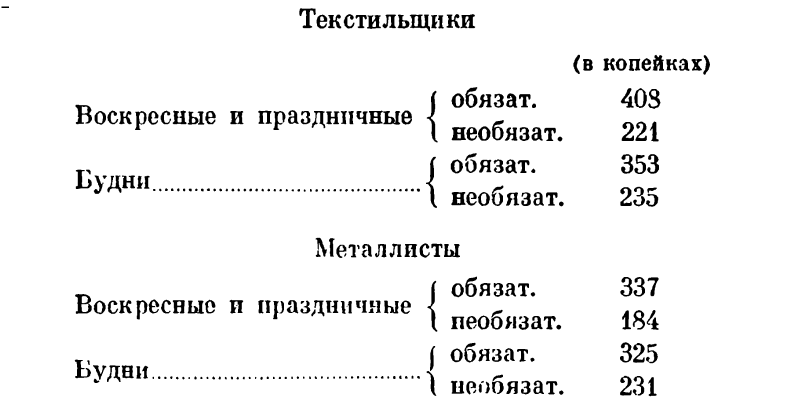 Текстильщики
(в копейках)
обязат. 408
Воскресные и праздничные
необязат. 221
обязат. 353
Будни
необязат. 235
Металлисты
обязат. 337
Воскресные и праздничные
необязат. 184
обязат. 325
Будни
необязат. 231